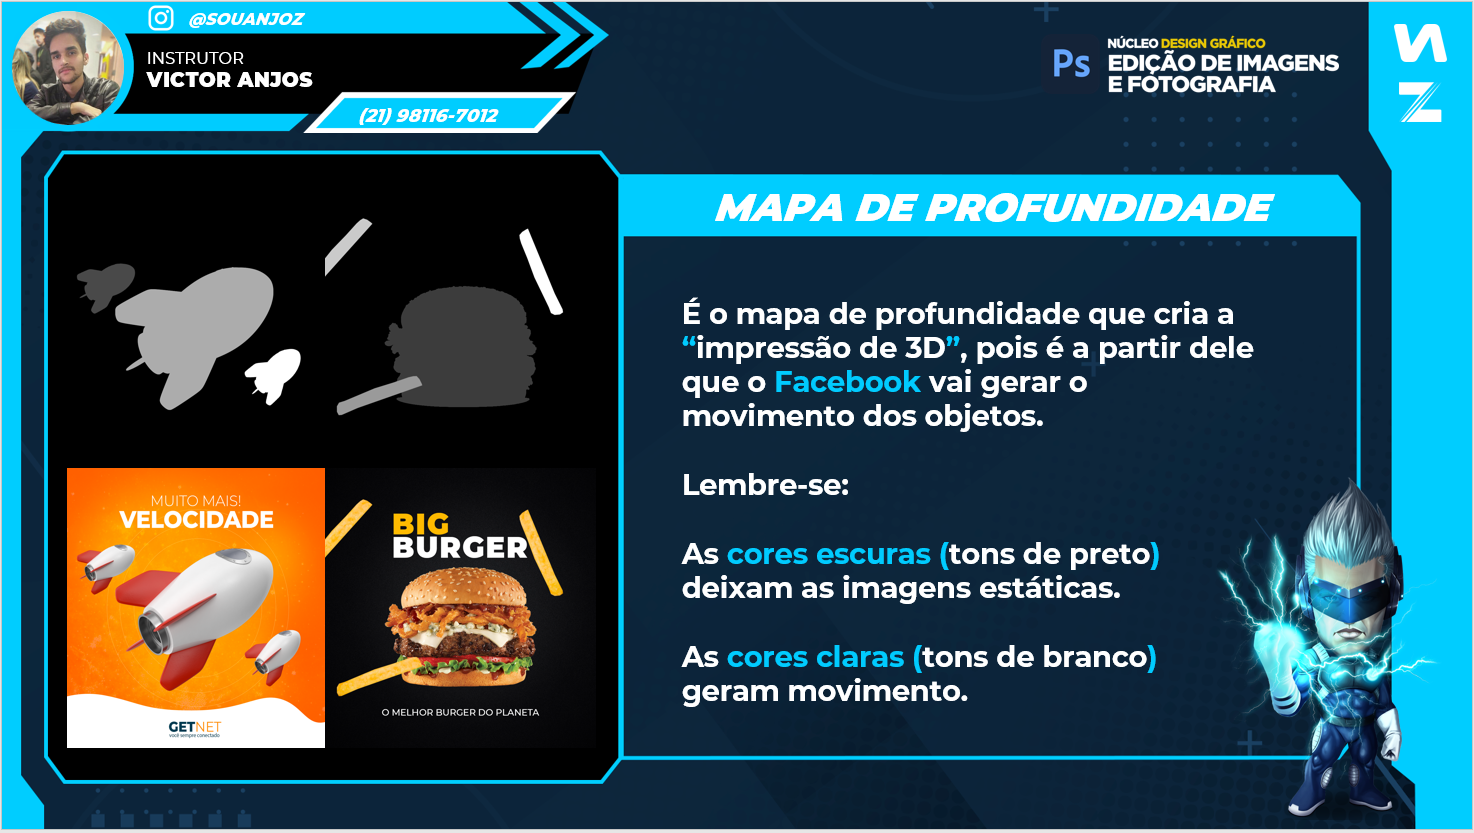 @SOUANJOZ
INSTRUTOR
VICTOR ANJOS
(21) 98116-7012
Ps
NÚCLEO DESIGN GRÁFICO
EDIÇÃO DE IMAGENS
E FOTOGRAFIA
MAPA DE PROFUNDIDADE
É o mapa de profundidade que cria a
“impressão de 3D”, pois é a partir dele
que o Facebook vai gerar o
movimento dos objetos.
Lembre-se:
As cores escuras (tons de preto)
deixam as imagens estáticas.
As cores claras (tons de branco)
geram movimento.
MUITO MAIS!
VELOCIDADE
GETNET
você sempre conectado
BIG
BURGER
O MELHOR BURGER DO PLANETA